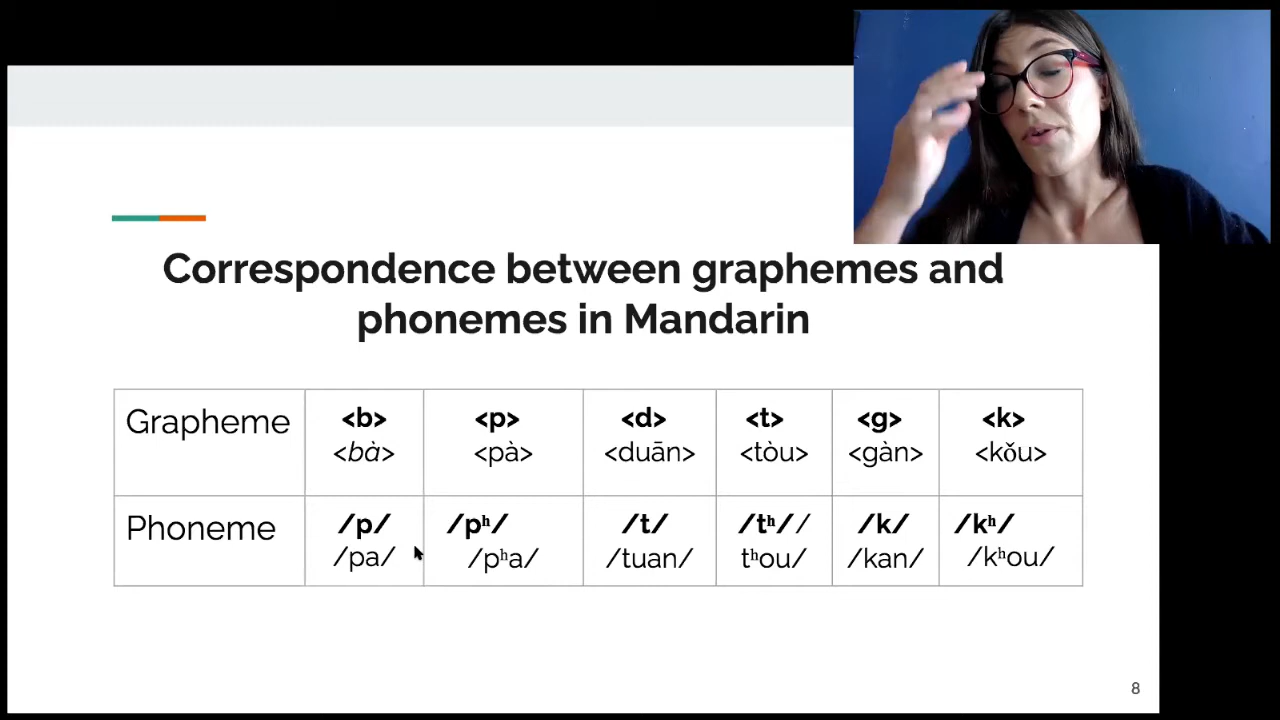 Correspondence between graphemes and
phonemes in Mandarin
Grapheme <b> <p> <d> <t> <g> <k>
<bà> <pà> <duān> <tòu> <gàn> <kǒu>
Phoneme /p/ /pʰ/ /t/ /tʰ/ / /k/ /kʰ/
/pa/ /pʰa/ /tuan/ tʰou/ /kan/ /kʰou/
8